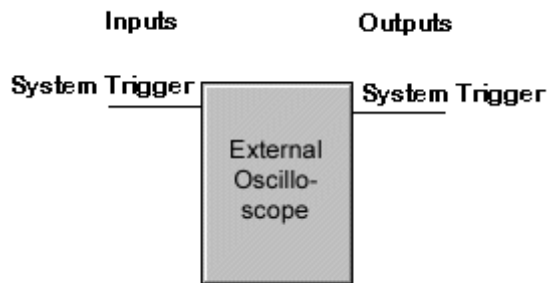 Inputs
Outputs
System Trigger
System Trigger
External
Oscillo-
scope